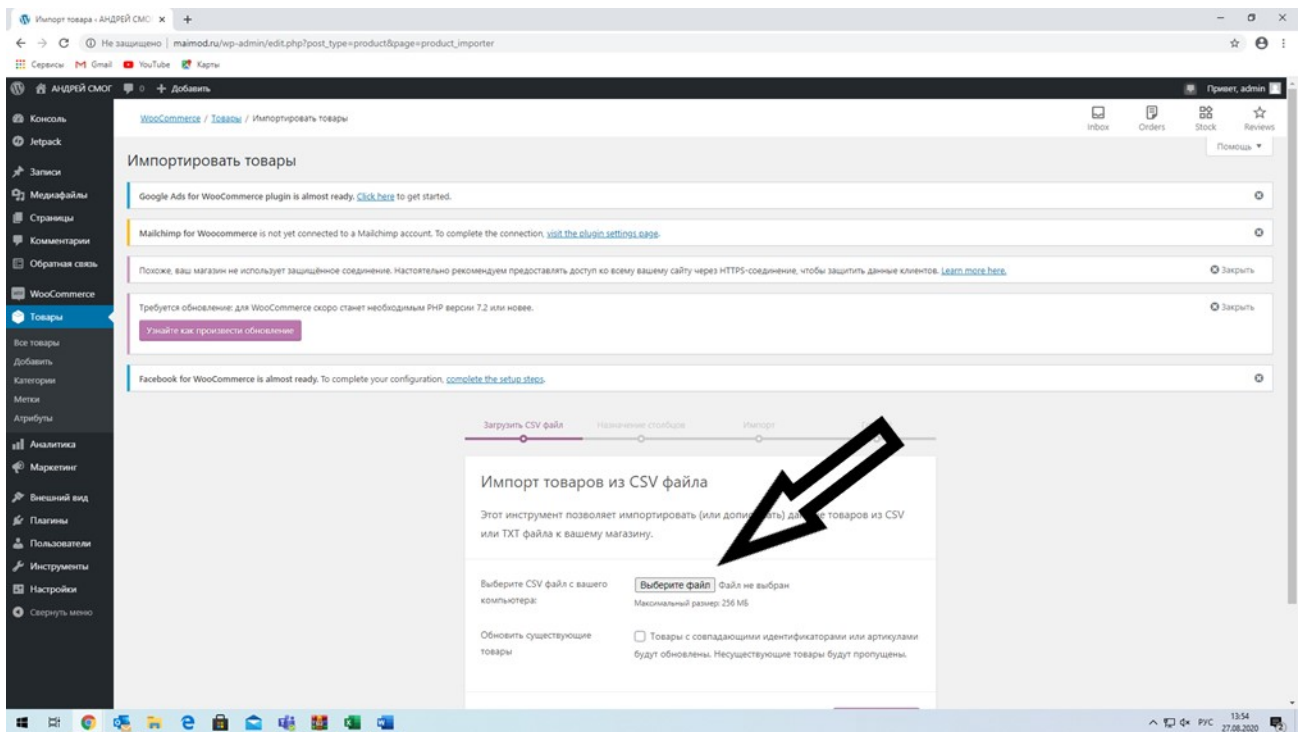 Импорт товара ‹ АНДРЕЙ СМО
Не защищено | maimod.ru/wp-admin/edit.php?post_type=product&page=product_importer
Сервисы Gmail YouTube Карты
АНДРЕЙ СМОГ 0 + Добавить Привет, admin
Консоль
Jetpack
Записи
Медиафайлы
Страницы
Комментарии
Обратная связь
WooCommerce
Товары
Все товары
Добавить
Категории
Метки
Атрибуты
Аналитика
Маркетинг
Внешний вид
Плагины
Пользователи
Инструменты
Настройки
Свернуть меню
WooCommerce / Товары / Импортировать товары
Inbox Orders Stock Reviews
Помощь
Импортировать товары
Google Ads for WooCommerce plugin is almost ready. Click here to get started.
Mailchimp for Woocommerce is not yet connected to a Mailchimp account. To complete the connection, visit the plugin settings page.
Похоже, ваш магазин не использует защищённое соединение. Настоятельно рекомендуем предоставлять доступ ко всему вашему сайту через HTTPS-соединение, чтобы защитить данные клиентов. Learn more here. Закрыть
Требуется обновление: для WooCommerce скоро станет необходимым PHP версии 7.2 или новее. Закрыть
Узнайте как произвести обновление
Facebook for WooCommerce is almost ready. To complete your configuration, complete the setup steps.
Загрузить CSV файл Назначение столбцов Импорт
Импорт товаров из CSV файла
Этот инструмент позволяет импортировать (или товаров из CSV
или TXT файла к вашему магазину.
Выберите CSV файл с вашего
компьютера:
Выберите файл Файл не выбран
Максимальный размер: 256 МБ
Обновить существующие
товары
Товары с совпадающими идентификаторами или артикулами
будут обновлены. Несуществующие товары будут пропущены.
РУС 13:54
27.08.2020